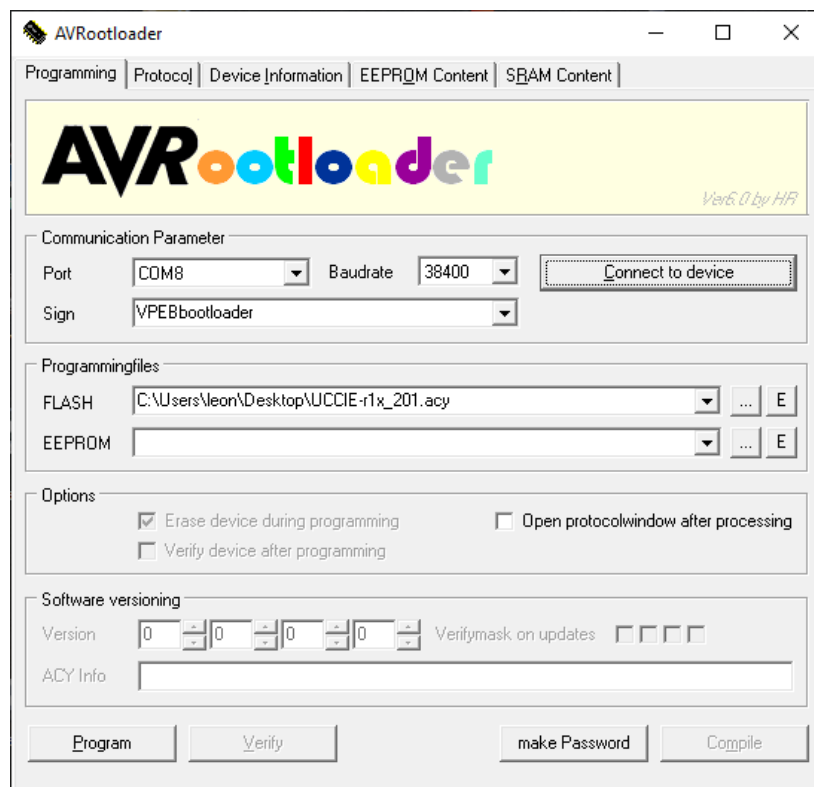 AVRootloader
Programming Protocol Device Information EEPROM Content SRAM Content
AVRootloader
Ver6.0 by HR
Communication Parameter
Port COM8 Baudrate 38400 Connect to device
Sign VPEBbootloader
Programmingfiles
FLASH C:\Users\leon\Desktop\UCCIE-r1x_201.acy ... E
EEPROM ... E
Options
Erase device during programming Open protocolwindow after processing
Verify device after programming
Software versioning
Version 0 0 0 0 Verifymask on updates
ACY Info
Program Verify make Password Compile